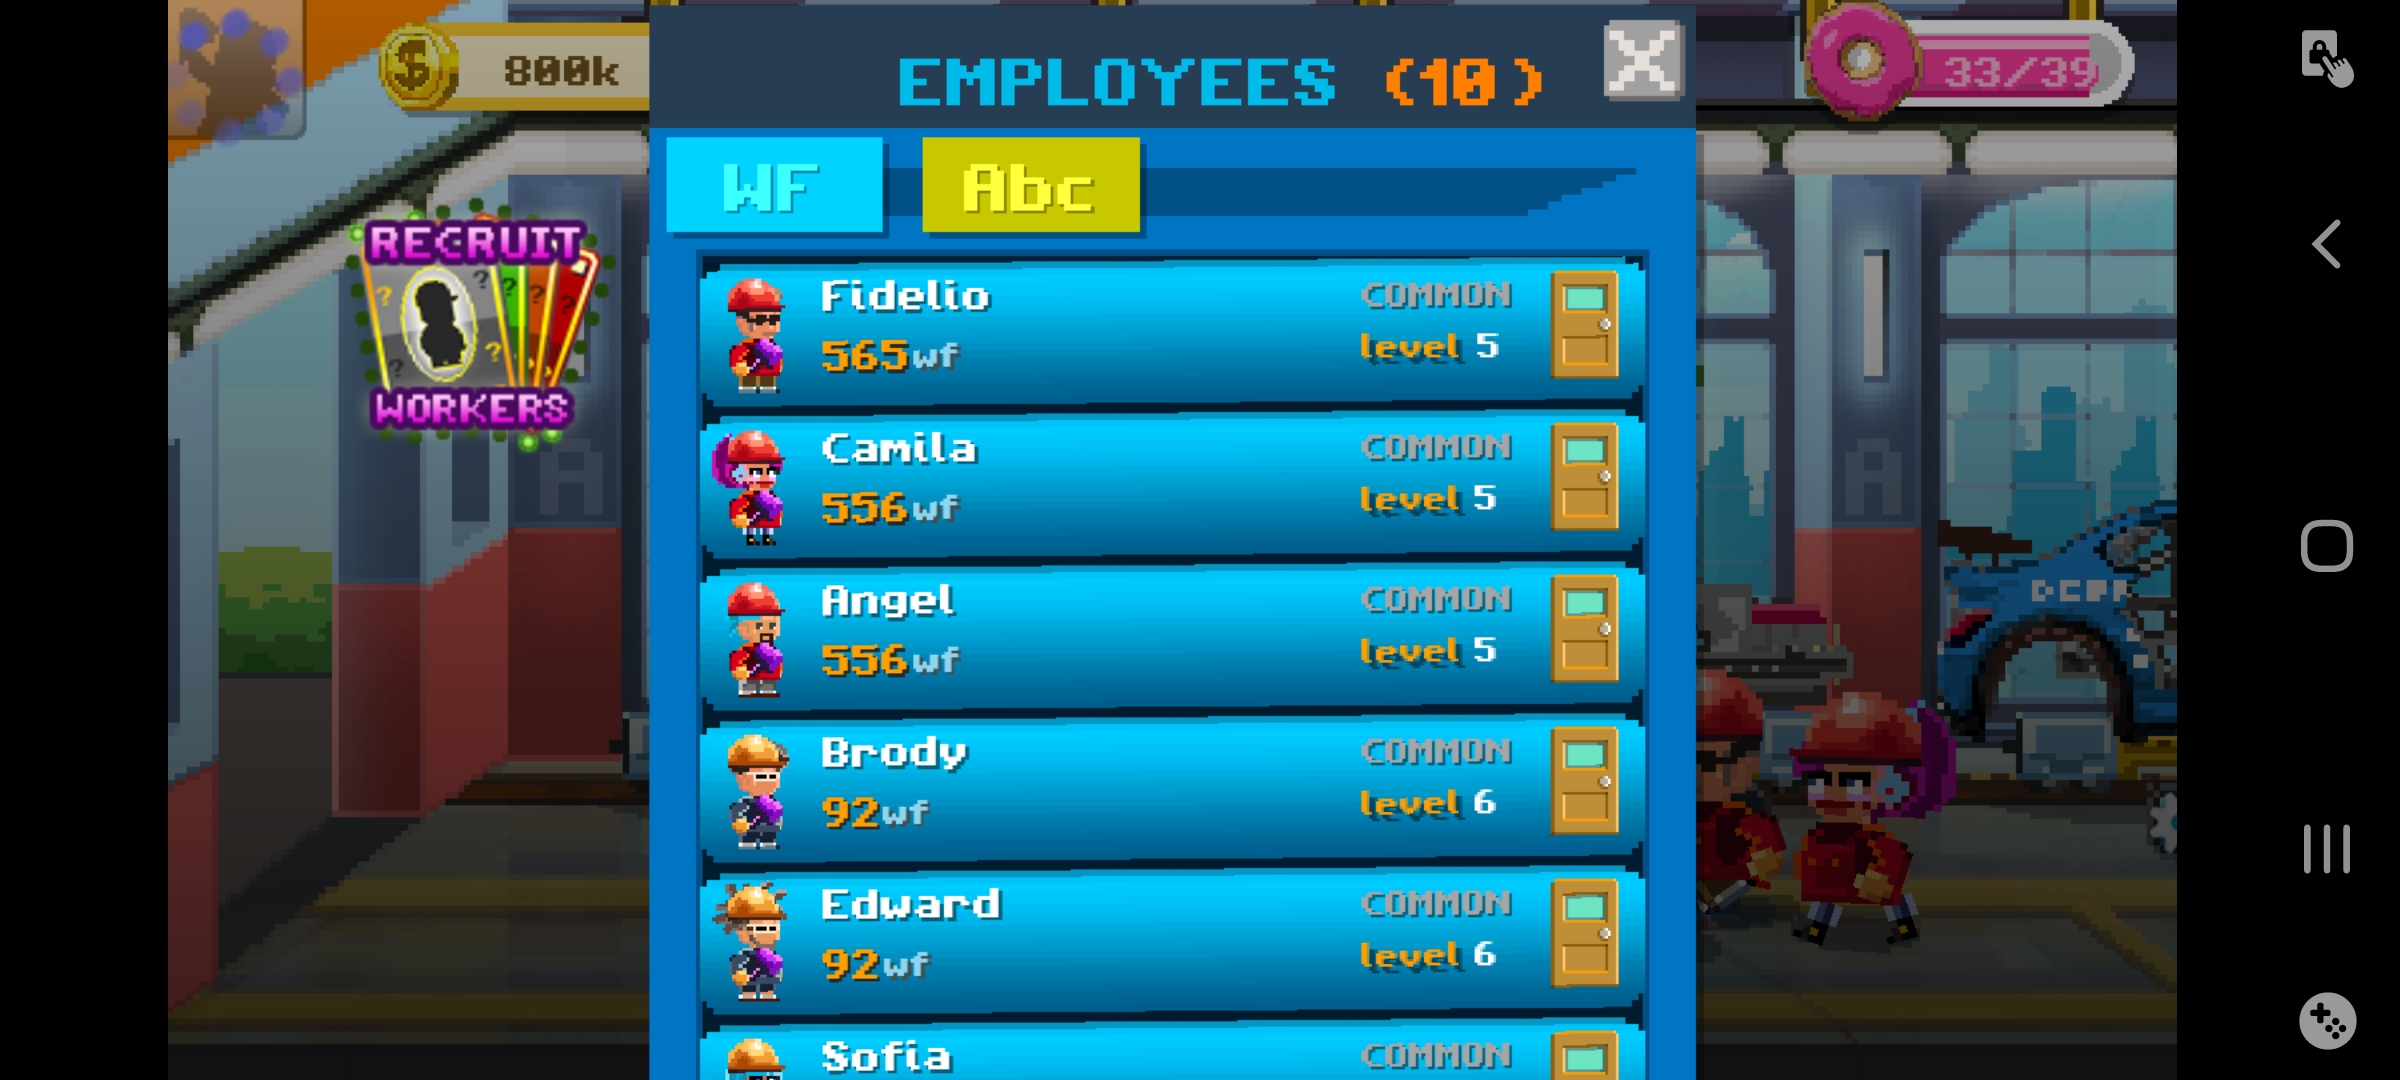 800k
EMPLOYEES (10)
33/39
WF
Abc
RECRUIT
WORKERS
Fidelio
COMMON
565wf
level 5
Camila
COMMON
556wf
level 5
Angel
COMMON
556wf
level 5
Brody
COMMON
92wf
level 6
Edward
COMMON
92wf
level 6
Sofia
COMMON
A
A